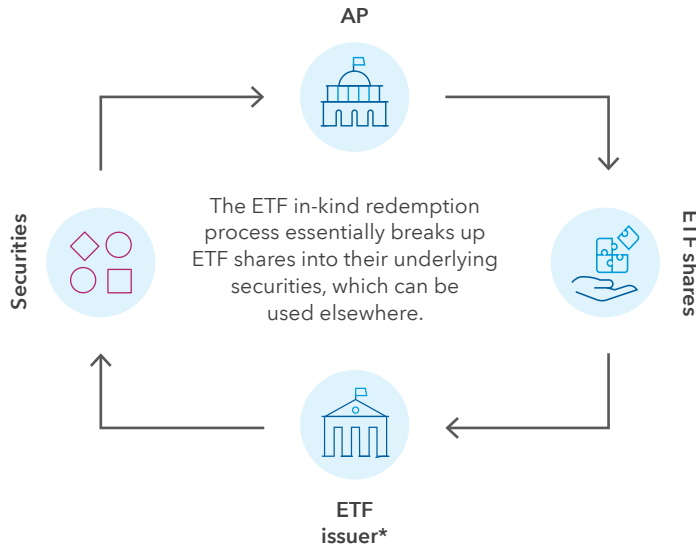 AP
Securities
The ETF in-kind redemption
process essentially breaks up
ETF shares into their underlying
securities, which can be
used elsewhere.
ETF shares
ETF
issuer*